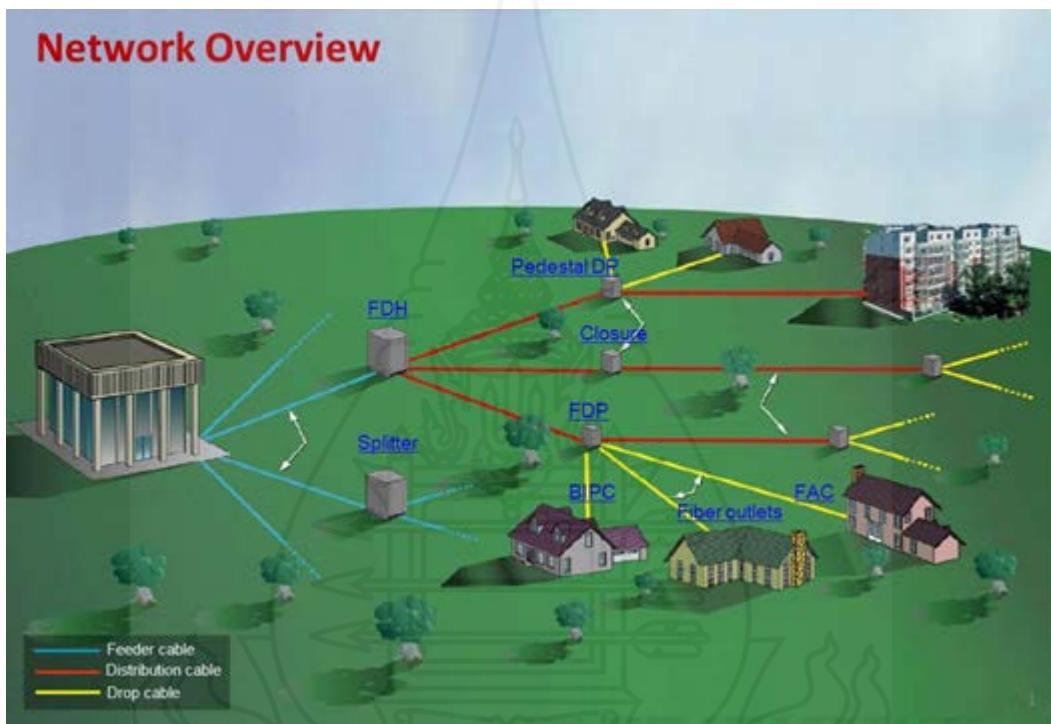 Network Overview
Pedestal DP
FDH
Closure
FDP
Splitter
BIPC
FAC
Fiber outlets
Feeder cable
Distribution cable
Drop cable